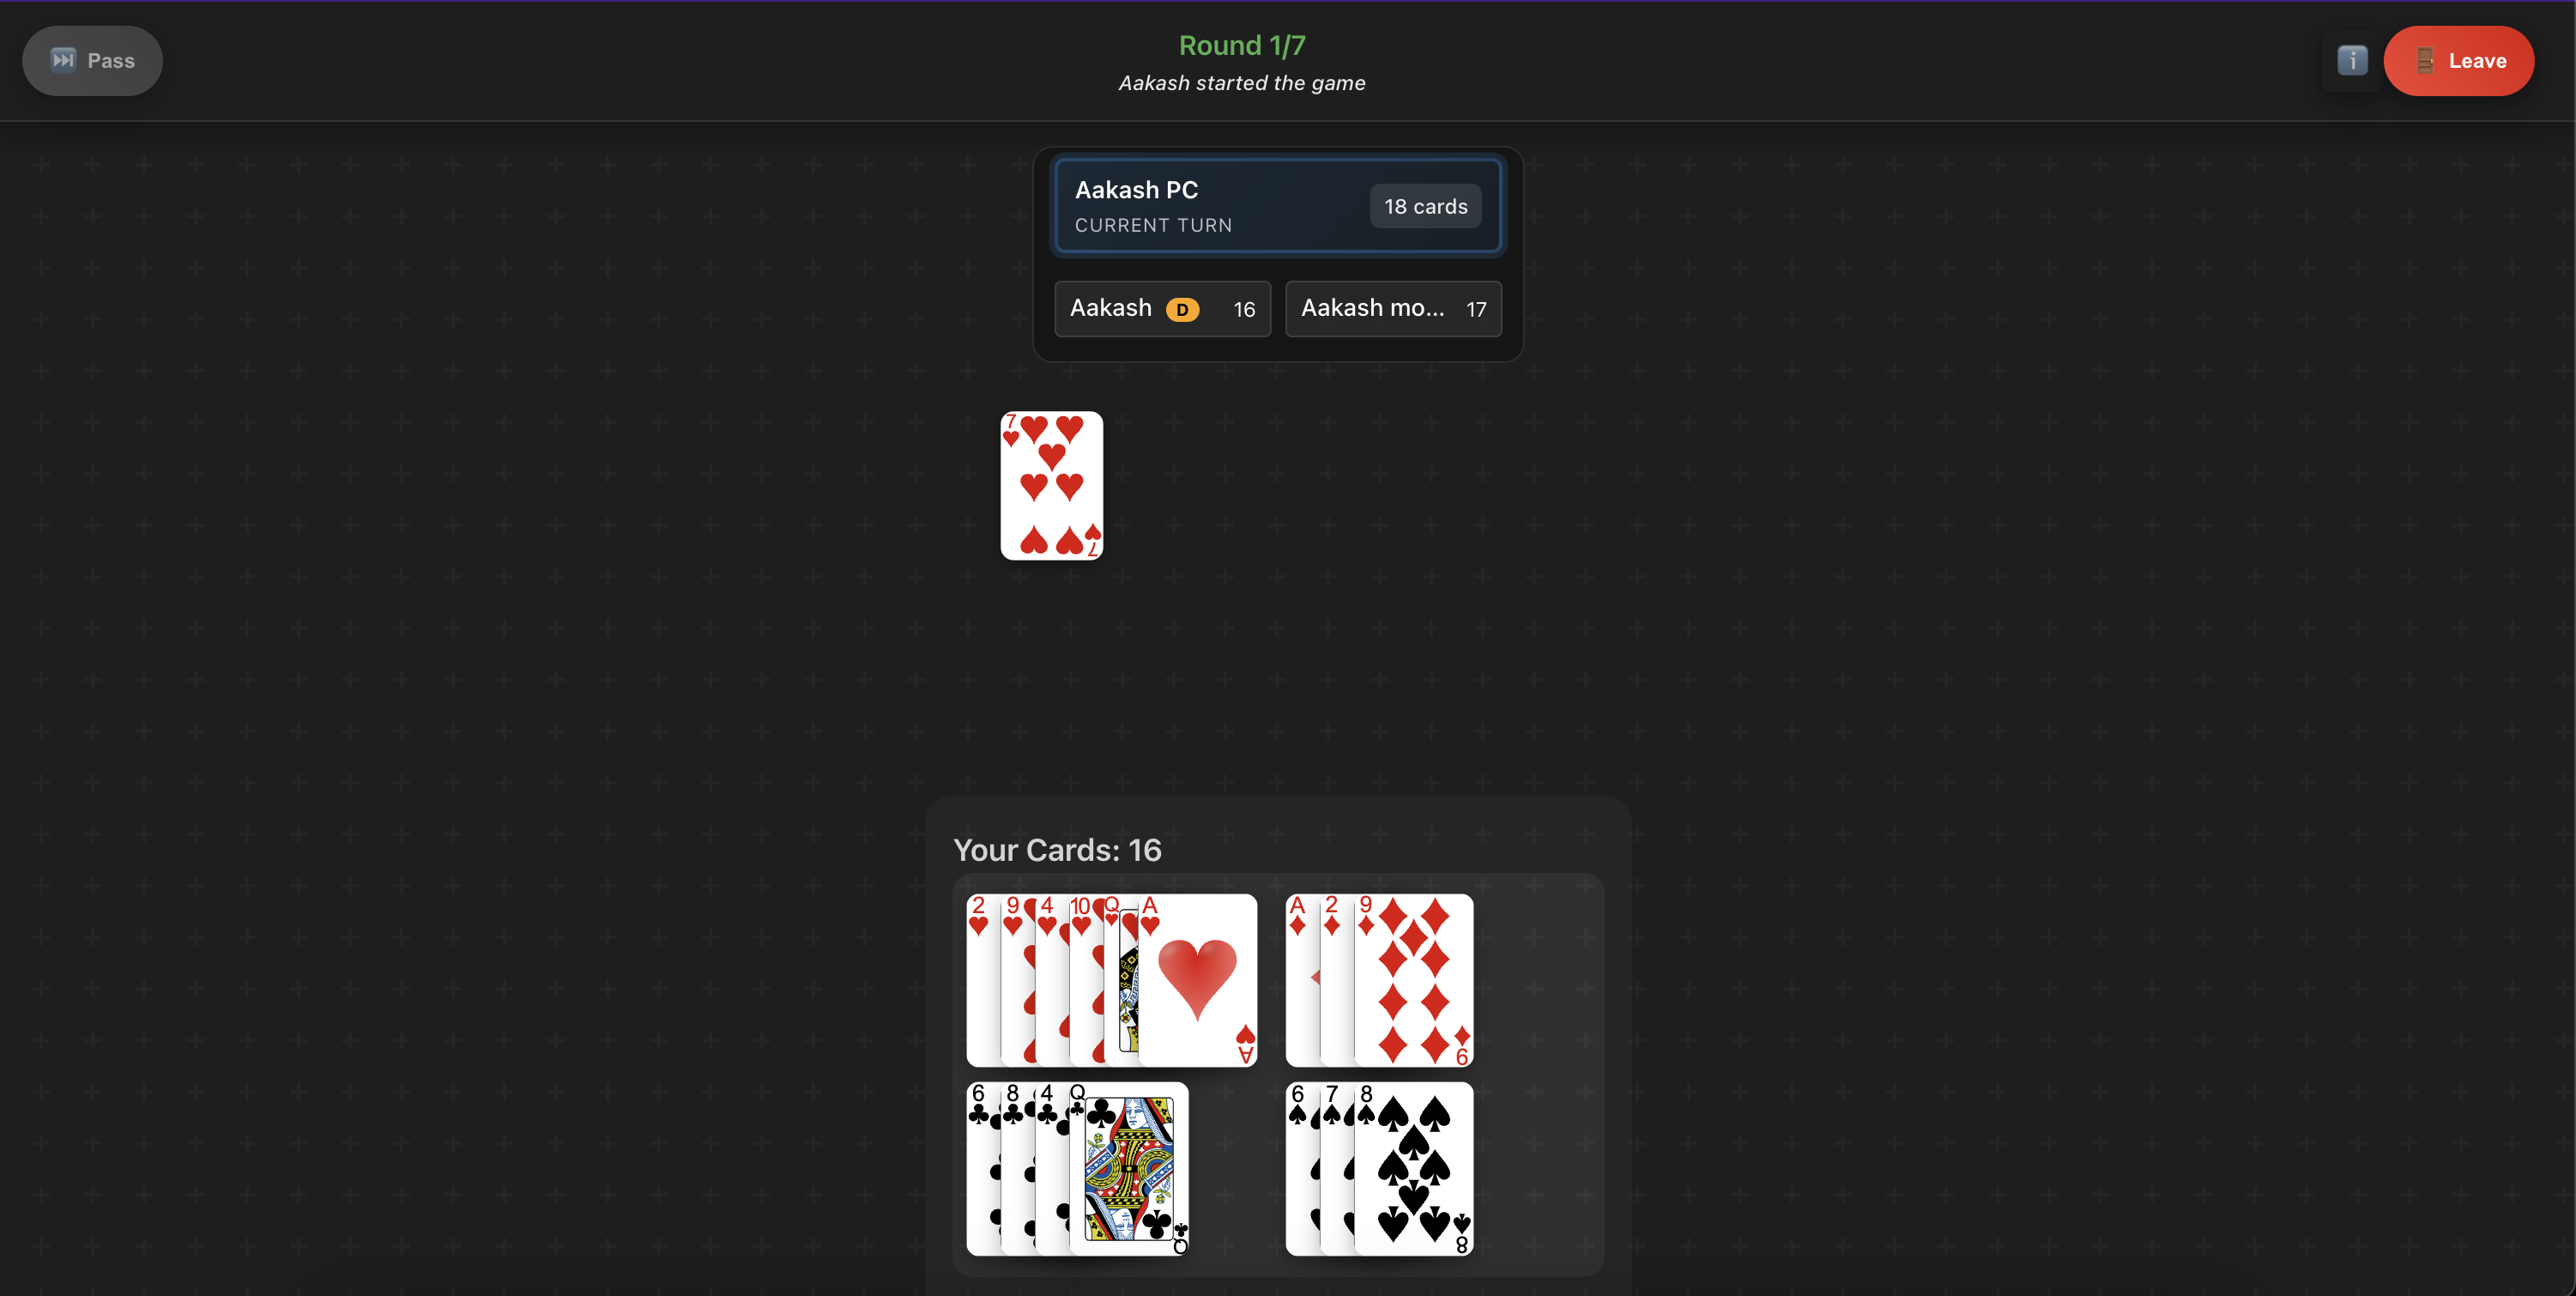 Pass
Round 1/7
Aakash started the game
Leave
Aakash PC
CURRENT TURN
18 cards
Aakash D 16
Aakash mo... 17
7
7
Your Cards: 16
2 9 4 10 Q A
A
A 2 9
9
6 8 4 Q
Q
6 7 8
8